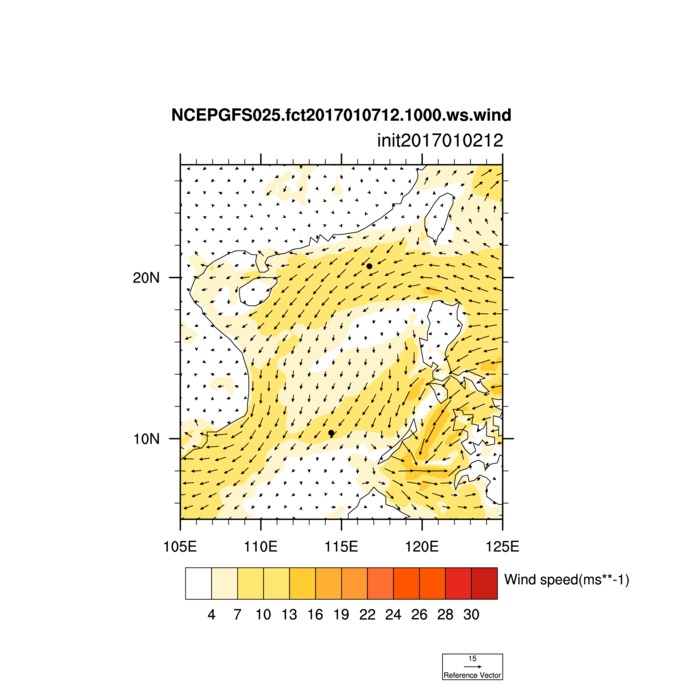 NCEPGFS025.fct2017010712.1000.ws.wind
init2017010212
20N
10N
105E 110E 115E 120E 125E
Wind speed(ms**-1)
4 7 10 13 16 19 22 24 26 28 30
15
Reference Vector